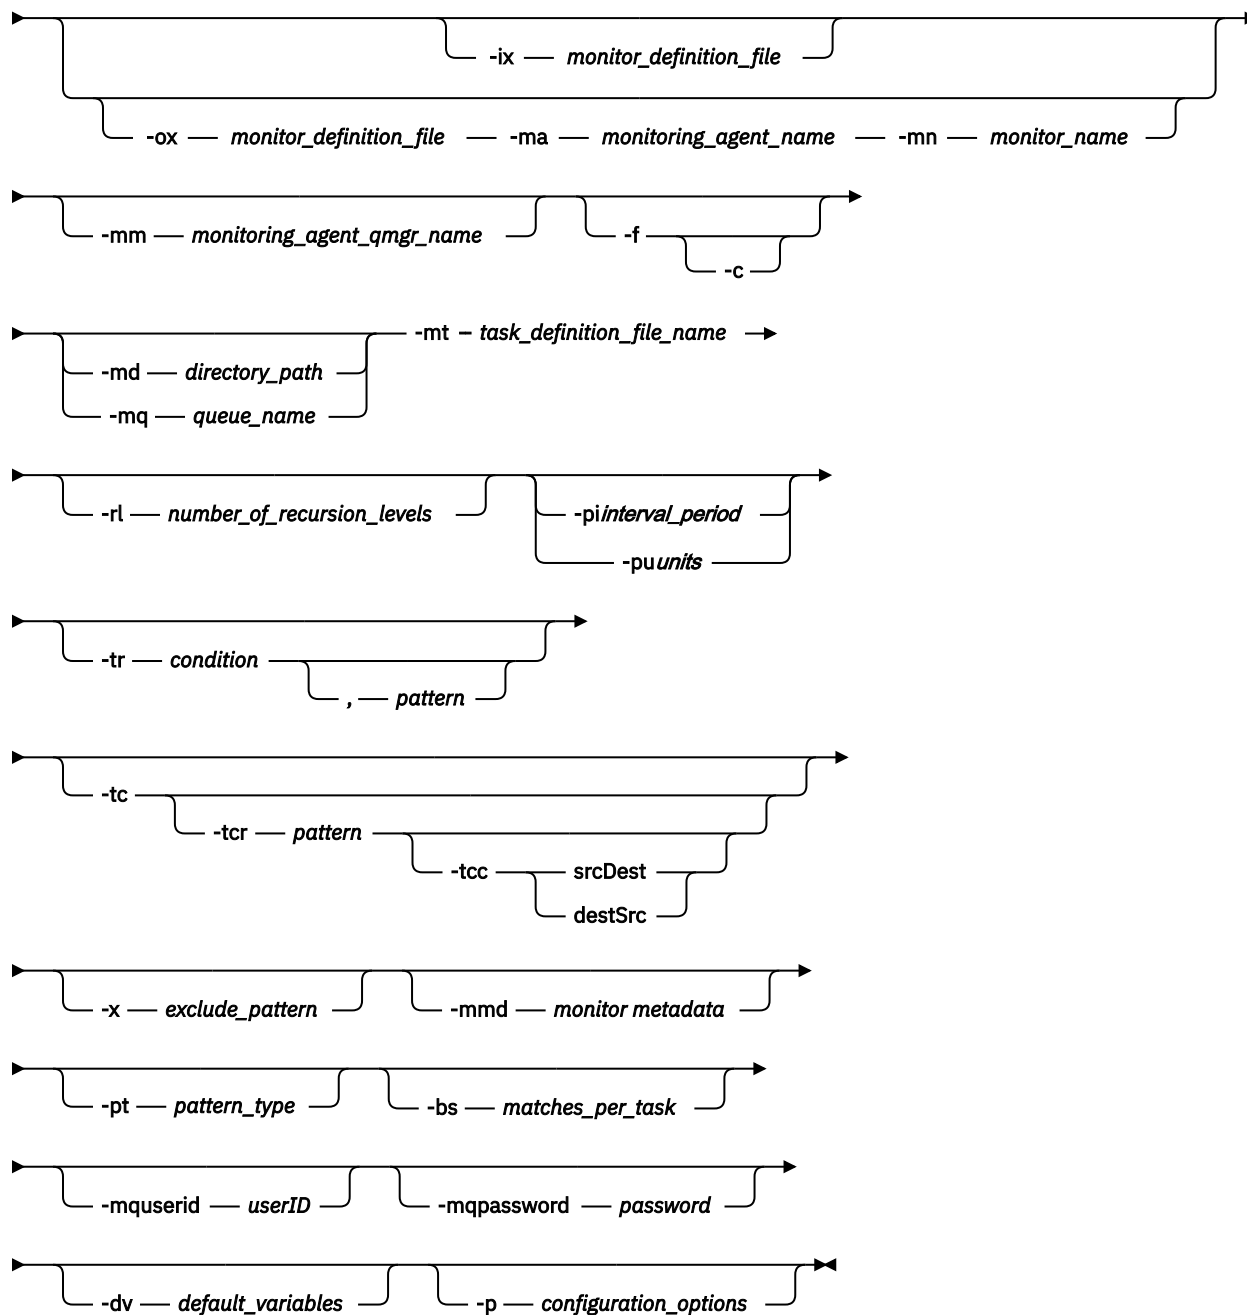 -ix monitor_definition_file
-ox monitor_definition_file -ma monitoring_agent_name -mn monitor_name
-mm monitoring_agent_qmgr_name -f
-c
-mt task_definition_file_name
-md directory_path
-mq queue_name
-rl number_of_recursion_levels -piinterval_period
-puunits
-tr condition
, pattern
-tc
-tcr pattern
-tcc srcDest
destSrc
-x exclude_pattern -mmd monitor metadata
-pt pattern_type -bs matches_per_task
-mquserid userID -mqpassword password
-dv default_variables -p configuration_options